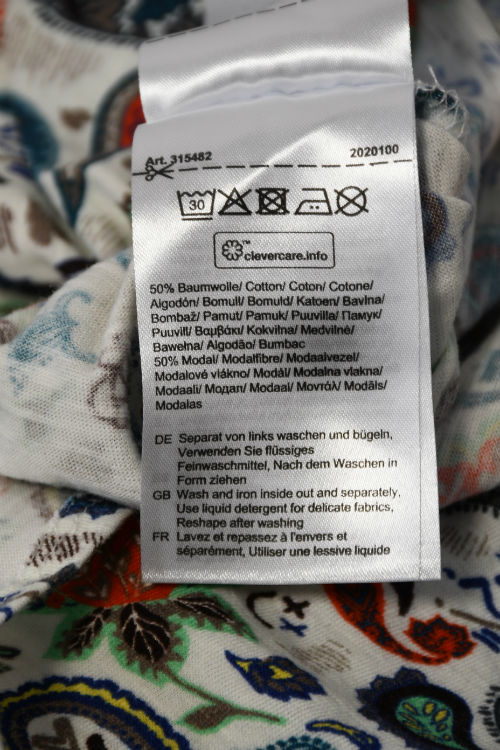 Art. 315482 2020100
30
clevercare.info™
50% Baumwolle/ Cotton/ Coton/ Cotone/
Algodón/ Bomull/ Bomuld/ Katoen/ Bavlna/
Bombaž/ Pamut/ Pamuk/ Puuvilla/ Памук/
Puuvill/ Βαμβάκι/ Kokvilna/ Medvilnė/
Bawełna/ Algodão/ Bumbac
50% Modal/ Modalfibre/ Modaalvezel/
Modalové vlákno/ Modál/ Modalna vlakna/
Modaali/ Модал/ Modaal/ Μοντάλ/ Modāls/
Modalas
DE Separat von links waschen und bügeln,
Verwenden Sie flüssiges
Feinwaschmittel, Nach dem Waschen in
Form ziehen
GB Wash and iron inside out and separately,
Use liquid detergent for delicate fabrics,
Reshape after washing
FR Lavez et repassez à l'envers et
séparément, Utiliser une lessive liquide